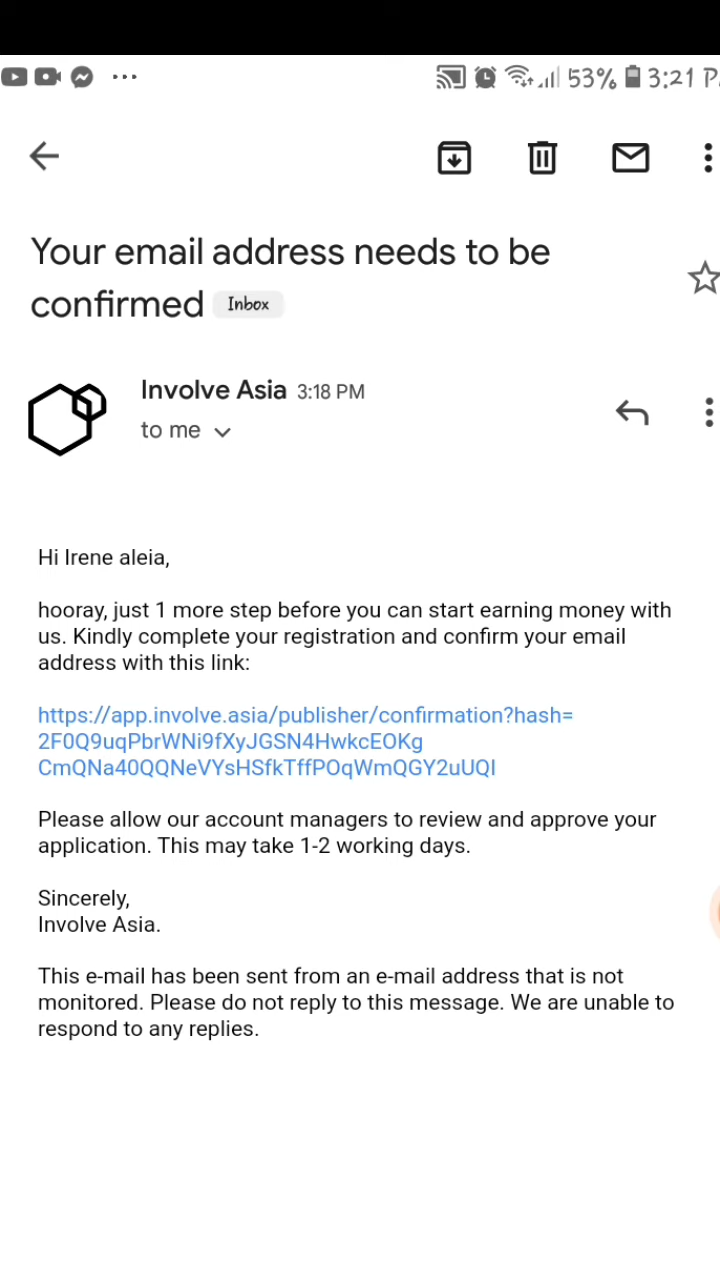 53% 3:21 P
Your email address needs to be
confirmed Inbox
Involve Asia 3:18 PM
to me
Hi Irene aleia,
hooray, just 1 more step before you can start earning money with
us. Kindly complete your registration and confirm your email
address with this link:
https://app.involve.asia/publisher/confirmation?hash=
2F0Q9uqPbrWNi9fXyJGSN4HwkcEOKg
CmQNa40QQNeVYsHSfkTffPOqWmQGY2uUQI
Please allow our account managers to review and approve your
application. This may take 1-2 working days.
Sincerely,
Involve Asia.
This e-mail has been sent from an e-mail address that is not
monitored. Please do not reply to this message. We are unable to
respond to any replies.